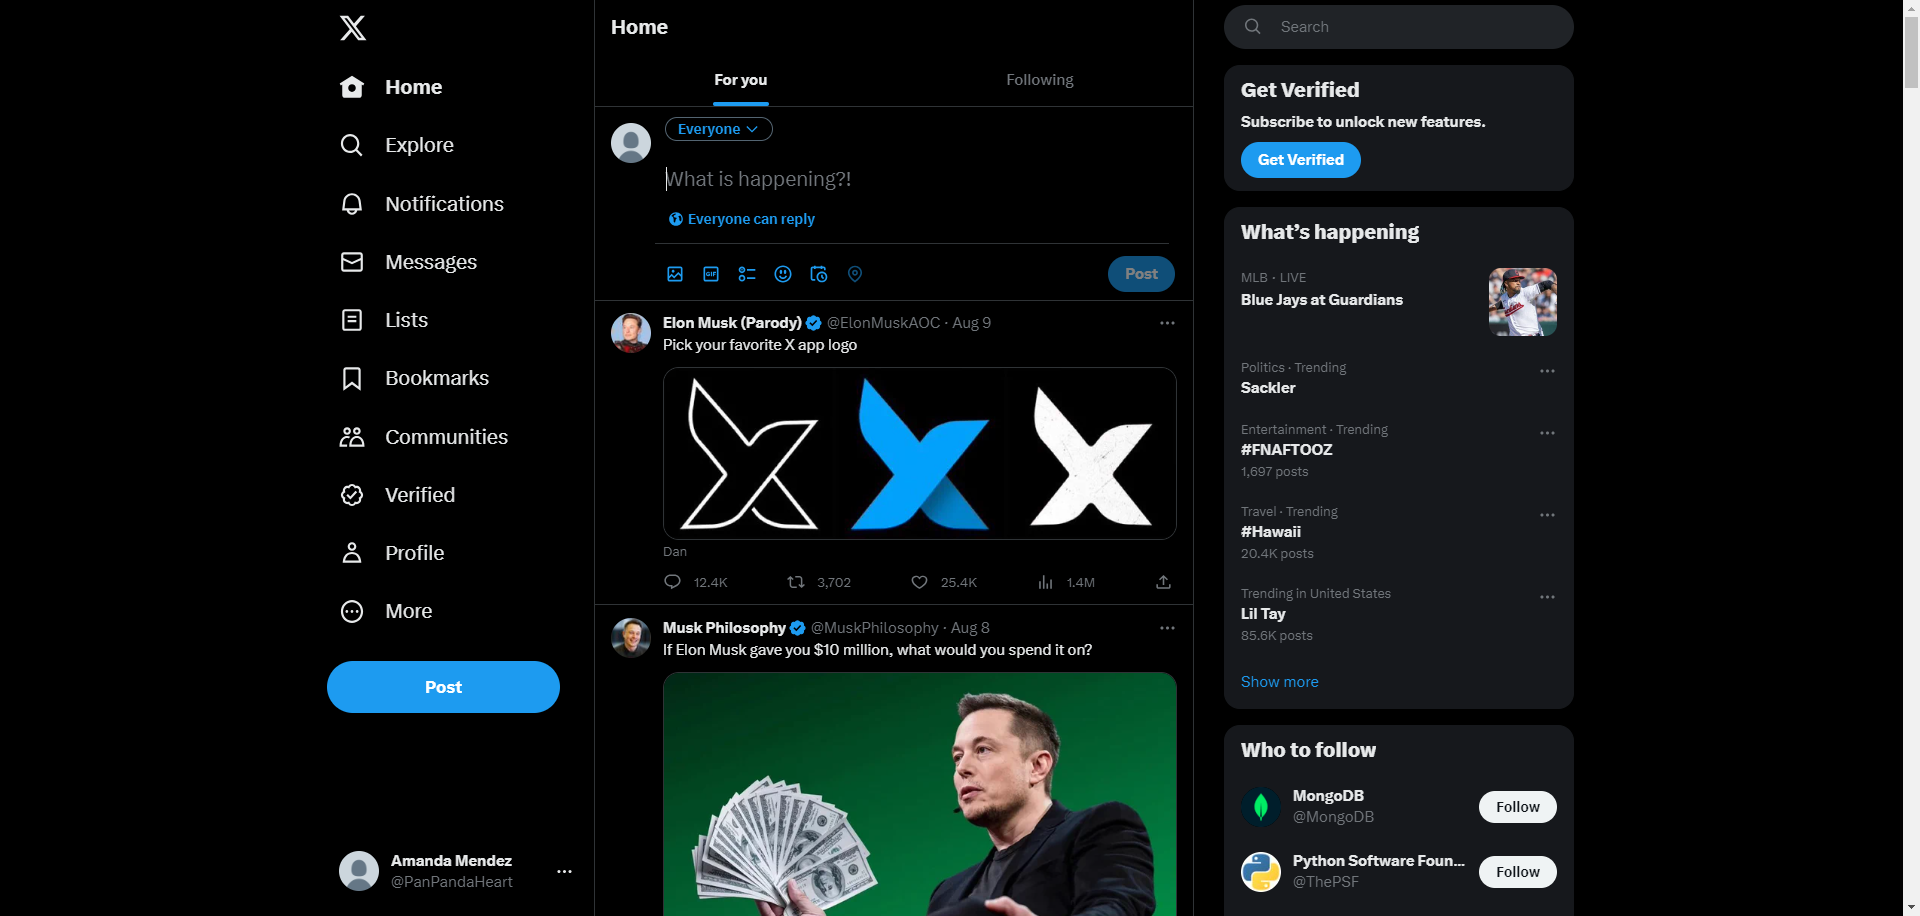 Home
Explore
Notifications
Messages
Lists
Bookmarks
Communities
Verified
Profile
More
Post
Amanda Mendez
@PanPandaHeart
Home
For you
Following
Everyone
What is happening?!
Everyone can reply
GIF
Post
Elon Musk (Parody) @ElonMuskAOC · Aug 9
Pick your favorite X app logo
Dan
12.4K 3,702 25.4K 1.4M
Musk Philosophy @MuskPhilosophy · Aug 8
If Elon Musk gave you $10 million, what would you spend it on?
Search
Get Verified
Subscribe to unlock new features.
Get Verified
What's happening
MLB · LIVE
Blue Jays at Guardians
Politics · Trending
Sackler
Entertainment · Trending
#FNAFTOOZ
1,697 posts
Travel · Trending
#Hawaii
20.4K posts
Trending in United States
Lil Tay
85.6K posts
Show more
Who to follow
MongoDB
@MongoDB
Follow
Python Software Foun...
@ThePSF
Follow